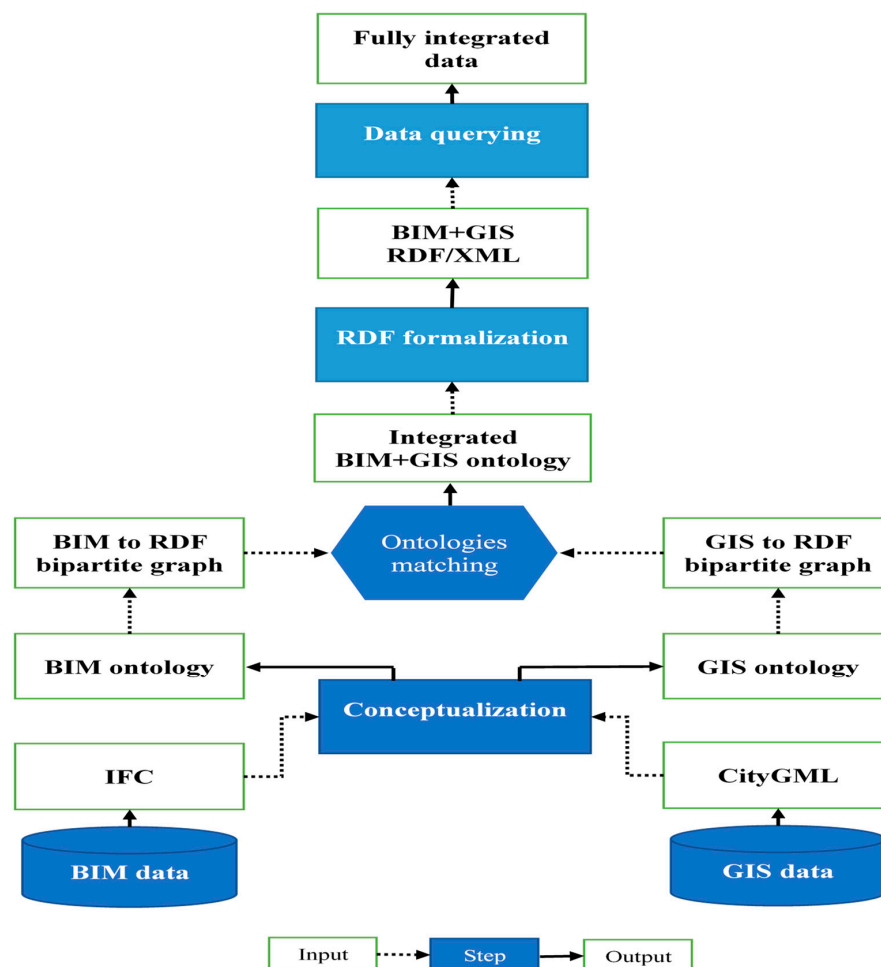 Fully integrated
data
Data querying
BIM+GIS
RDF/XML
RDF formalization
Integrated
BIM+GIS ontology
BIM to RDF
bipartite graph
Ontologies
matching
GIS to RDF
bipartite graph
BIM ontology
GIS ontology
Conceptualization
IFC
CityGML
BIM data
GIS data
Input
Step
Output